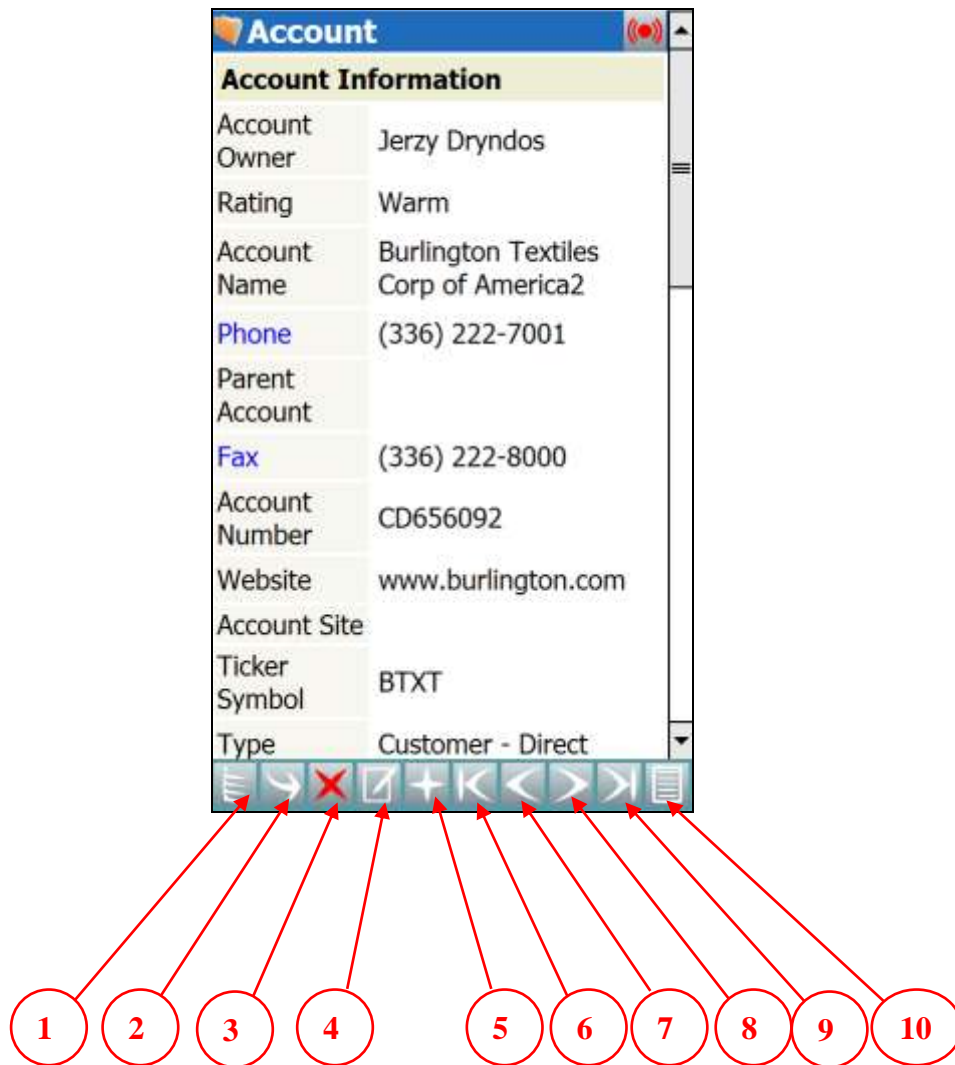 Account
Account Information
Account
Owner
Jerzy Dryndos
Rating
Warm
Account
Name
Burlington Textiles
Corp of America2
Phone
(336) 222-7001
Parent
Account
Fax
(336) 222-8000
Account
Number
CD656092
Website
www.burlington.com
Account Site
Ticker
Symbol
BTXT
Type
Customer - Direct
1 2 3 4 5 6 7 8 9 10